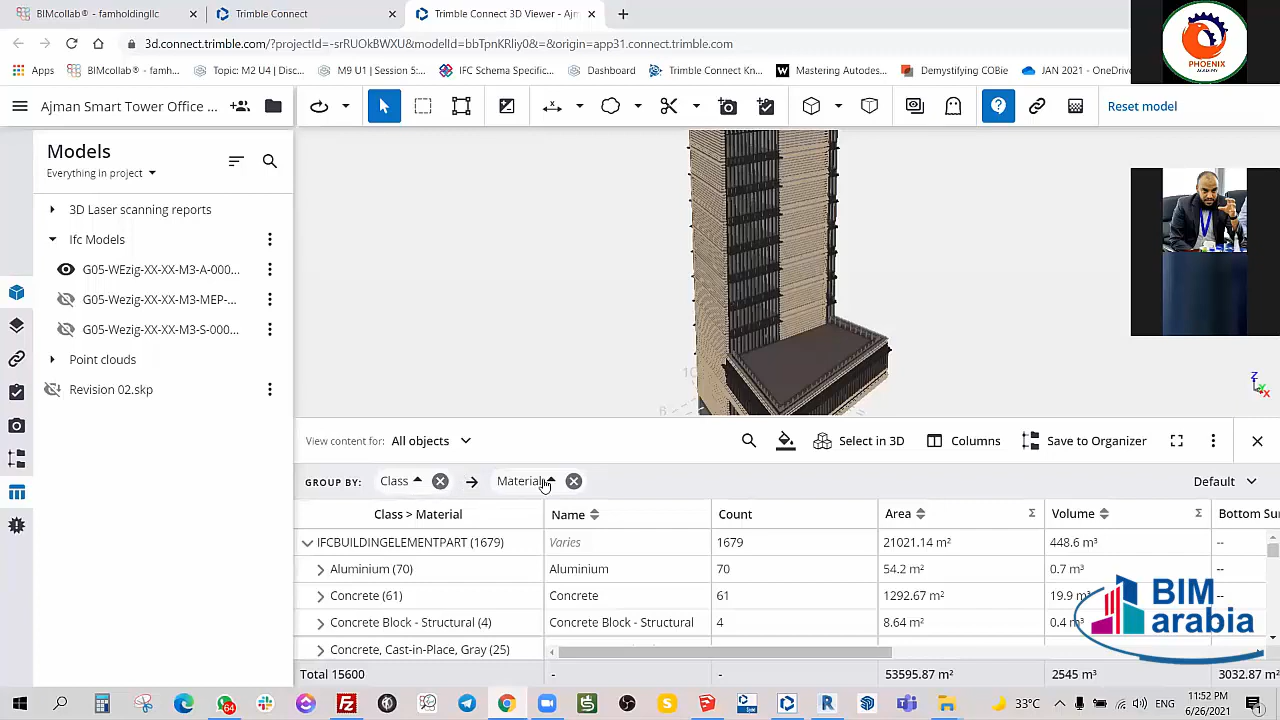 BIMcollab® - famholdingllc
Trimble Connect
Trimble Connect 3D Viewer - Ajm
3d.connect.trimble.com/?projectId=-srRUOkBWXU&modelId=bbTpnKRRy0&=&origin=app31.connect.trimble.com
Apps
BIMcollab® - famh...
Topic: M2 U4 | Disc...
M9 U1 | Session 5:...
IFC Schema Specific...
Dashboard
Trimble Connect Kn...
Mastering Autodes...
Demystifying COBie
JAN 2021 - OneDrive
PHOENIX
Ajman Smart Tower Office ...
Reset model
Models
Everything in project
3D Laser scanning reports
Ifc Models
G05-WEzig-XX-XX-M3-A-000...
G05-Wezig-XX-XX-M3-MEP-...
G05-Wezig-XX-XX-M3-S-000...
Point clouds
Revision 02.skp
10
8
Z
X
View content for: All objects
Select in 3D
Columns
Save to Organizer
GROUP BY: Class Material
Default
Class > Material Name Count Area Σ Volume Σ Bottom Su
IFCBUILDINGELEMENTPART (1679) Varies 1679 21021.14 m² 448.6 m³ --
Aluminium (70) Aluminium 70 54.2 m² 0.7 m³ --
Concrete (61) Concrete 61 1292.67 m² 19.9 m³
Concrete Block - Structural (4) Concrete Block - Structural 4 8.64 m² 0.4 m³
Concrete, Cast-in-Place, Gray (25)
BIM
arabia
Total 15600 - - 53595.87 m² 2545 m³ 3032.87 m²
64
33°C
11:52 PM
6/26/2021